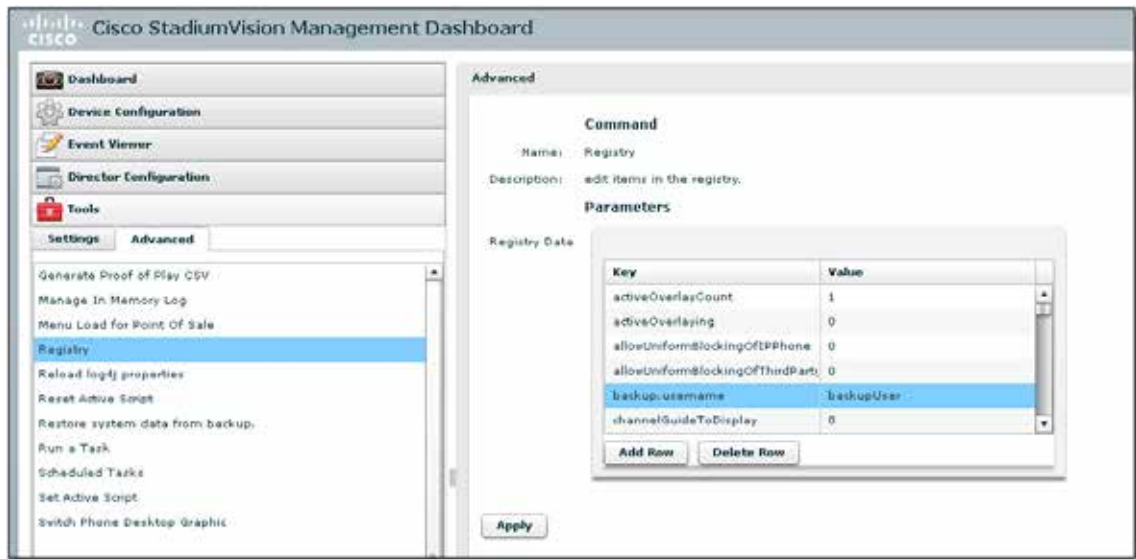 CISCO
Cisco StadiumVision Management Dashboard
Dashboard
Device Configuration
Event Viewer
Director Configuration
Tools
Settings
Advanced
Generate Proof of Play CSV
Manage In Memory Log
Menu Load for Point Of Sale
Registry
Reload log4j properties
Reset Active Script
Restore system data from backup.
Run a Task
Scheduled Tasks
Set Active Script
Switch Phone Desktop Graphic
Advanced
Command
Name: Registry
Description: edit items in the registry.
Parameters
Registry Data
Key Value
activeOverlayCount 1
activeOverlaying 0
allowUniformBlockingOfIPPhone 0
allowUniformBlockingOfThirdParty 0
backup.username backupUser
channelGuideToDisplay 0
Add Row Delete Row
Apply